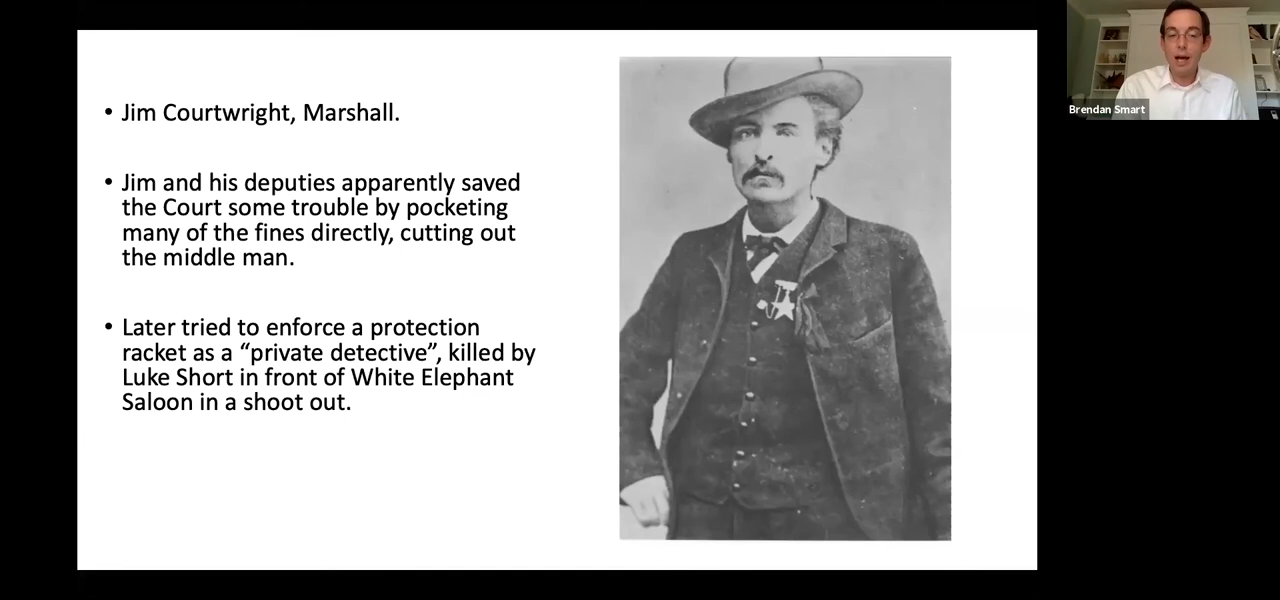 • Jim Courtwright, Marshall.
• Jim and his deputies apparently saved
the Court some trouble by pocketing
many of the fines directly, cutting out
the middle man.
• Later tried to enforce a protection
racket as a “private detective”, killed by
Luke Short in front of White Elephant
Saloon in a shoot out.
Brendan Smart